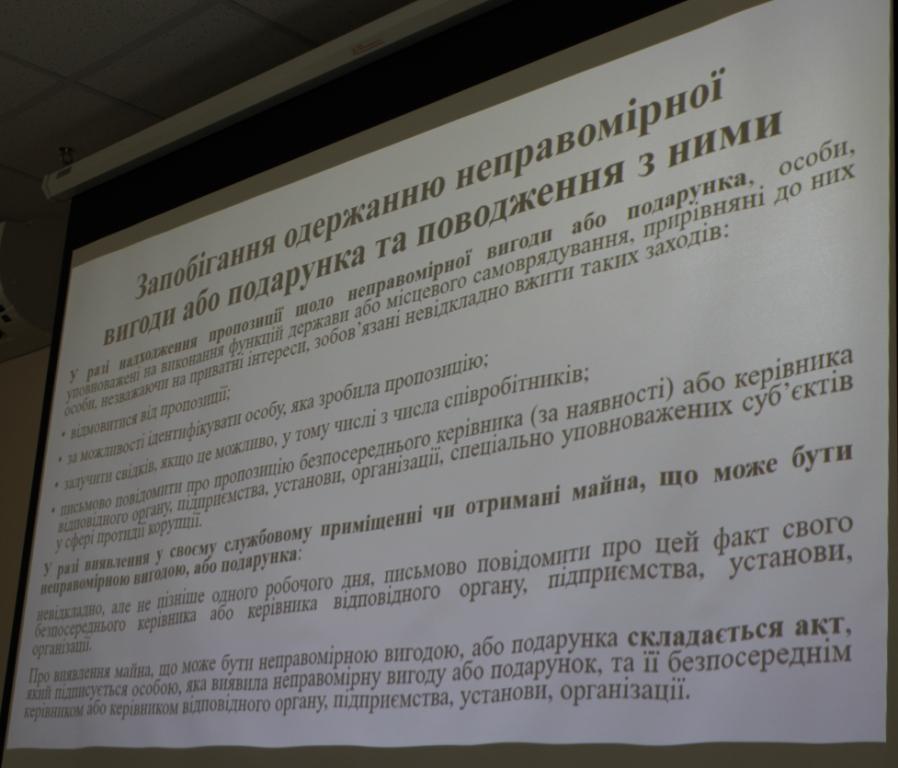 Запобігання одержанню неправомірної
вигоди або подарунка та поводження з ними
У разі надходження пропозиції щодо неправомірної вигоди або подарунка, особи,
уповноважені на виконання функцій держави або місцевого самоврядування, прирівняні до них
особи, незважаючи на приватні інтереси, зобов’язані невідкладно вжити таких заходів:
• відмовитися від пропозиції;
• за можливості ідентифікувати особу, яка зробила пропозицію;
• залучити свідків, якщо це можливо, у тому числі з числа співробітників;
• письмово повідомити про пропозицію безпосереднього керівника (за наявності) або керівника
відповідного органу, підприємства, установи, організації, спеціально уповноважених суб’єктів
у сфері протидії корупції.
У разі виявлення у своєму службовому приміщенні чи отримані майна, що може бути
неправомірною вигодою, або подарунка:
невідкладно, але не пізніше одного робочого дня, письмово повідомити про цей факт свого
безпосереднього керівника або керівника відповідного органу, підприємства, установи,
організації.
Про виявлення майна, що може бути неправомірною вигодою, або подарунка складається акт,
який підписується особою, яка виявила неправомірну вигоду або подарунок, та її безпосереднім
керівником або керівником відповідного органу, підприємства, установи, організації.